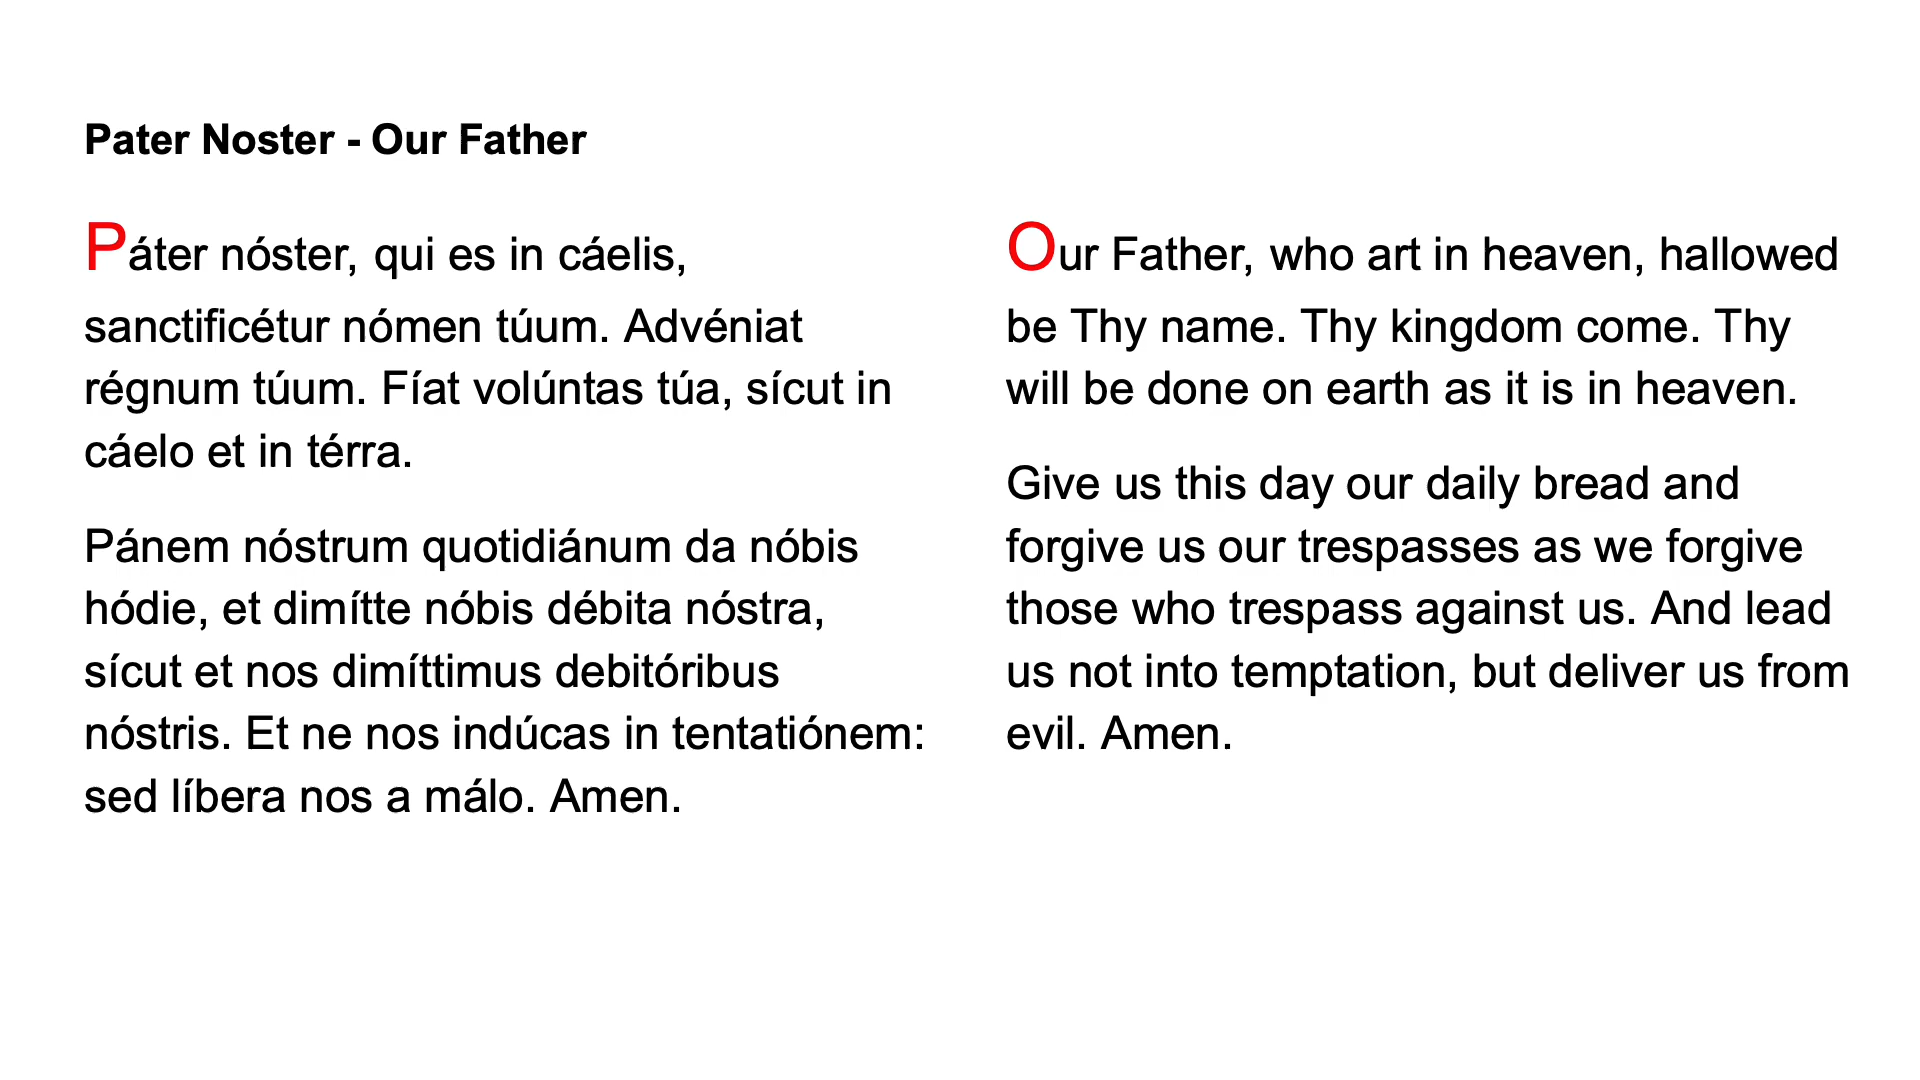 Pater Noster - Our Father
Páter nóster, qui es in cáelis,
sanctificétur nómen túum. Advéniat
régnum túum. Fíat volúntas túa, sícut in
cáelo et in térra.
Pánem nóstrum quotidiánum da nóbis
hódie, et dimítte nóbis débita nóstra,
sícut et nos dimíttimus debitóribus
nóstris. Et ne nos indúcas in tentatiónem:
sed líbera nos a málo. Amen.
Our Father, who art in heaven, hallowed
be Thy name. Thy kingdom come. Thy
will be done on earth as it is in heaven.
Give us this day our daily bread and
forgive us our trespasses as we forgive
those who trespass against us. And lead
us not into temptation, but deliver us from
evil. Amen.